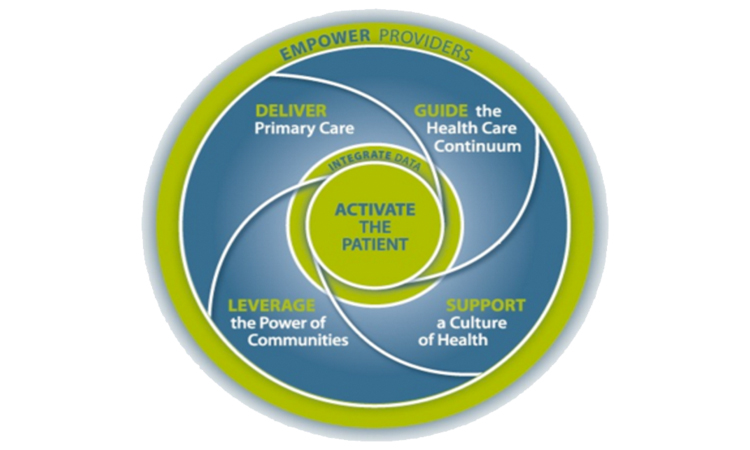 EMPOWER PROVIDERS
DELIVER
Primary Care
GUIDE the
Health Care
Continuum
INTEGRATE DATA
ACTIVATE
THE
PATIENT
LEVERAGE
the Power of
Communities
SUPPORT
a Culture
of Health